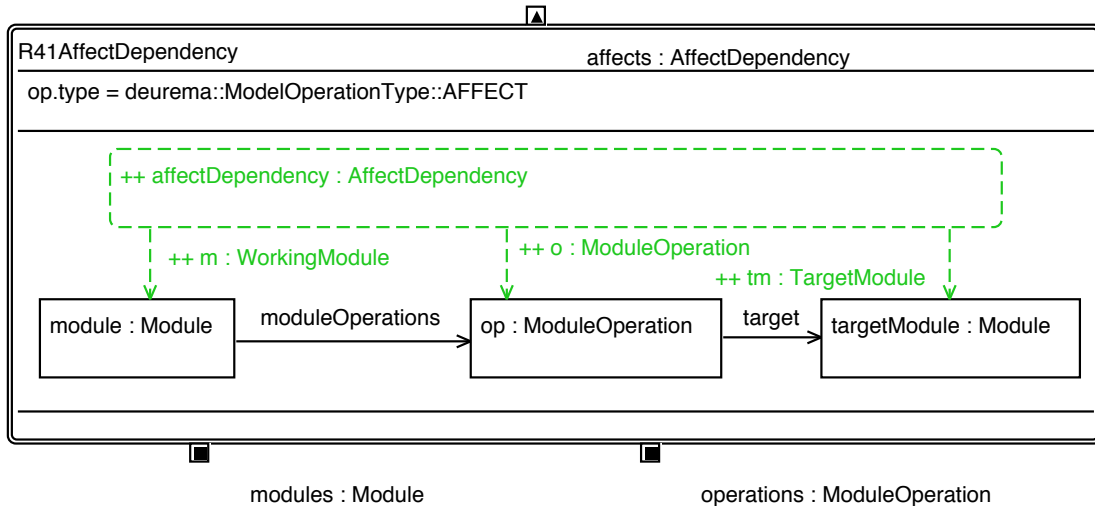 R41AffectDependency
affects : AffectDependency
op.type = deurema::ModelOperationType::AFFECT
++ affectDependency : AffectDependency
++ m : WorkingModule
++ o : ModuleOperation
++ tm : TargetModule
module : Module
moduleOperations
op : ModuleOperation
target
targetModule : Module
modules : Module
operations : ModuleOperation